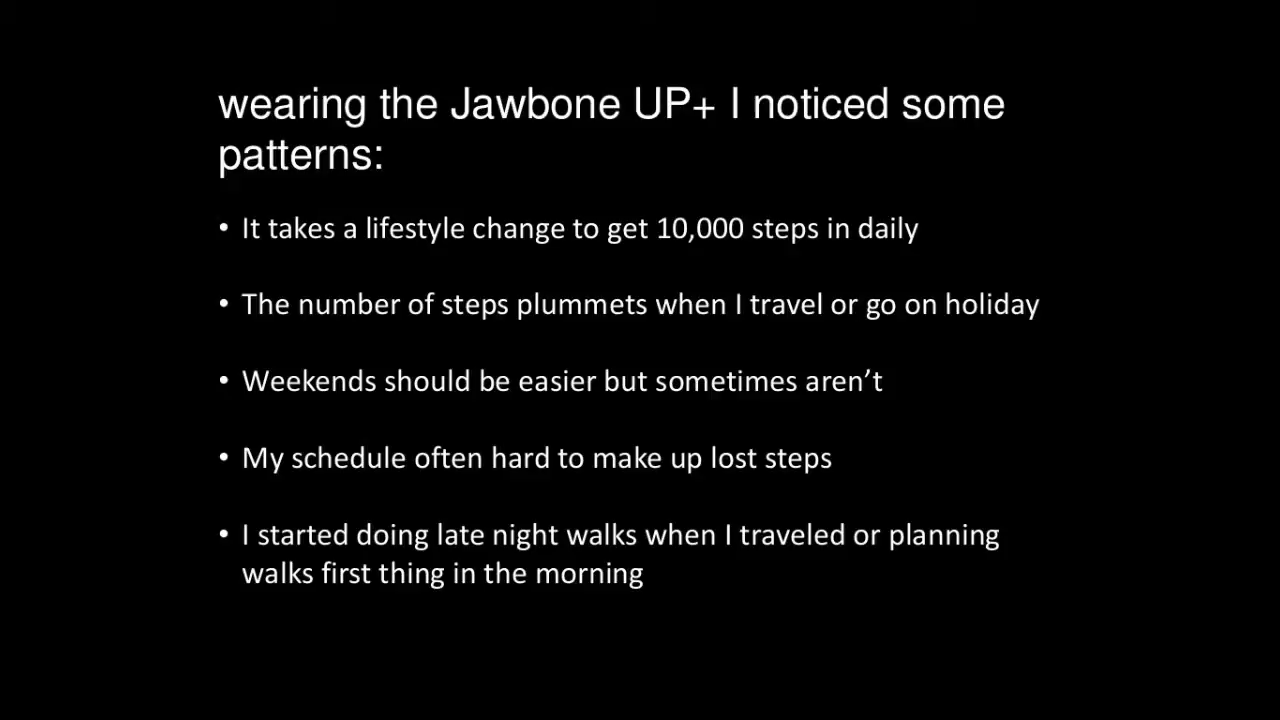 wearing the Jawbone UP+ I noticed some
patterns:
• It takes a lifestyle change to get 10,000 steps in daily
• The number of steps plummets when I travel or go on holiday
• Weekends should be easier but sometimes aren’t
• My schedule often hard to make up lost steps
• I started doing late night walks when I traveled or planning
walks first thing in the morning